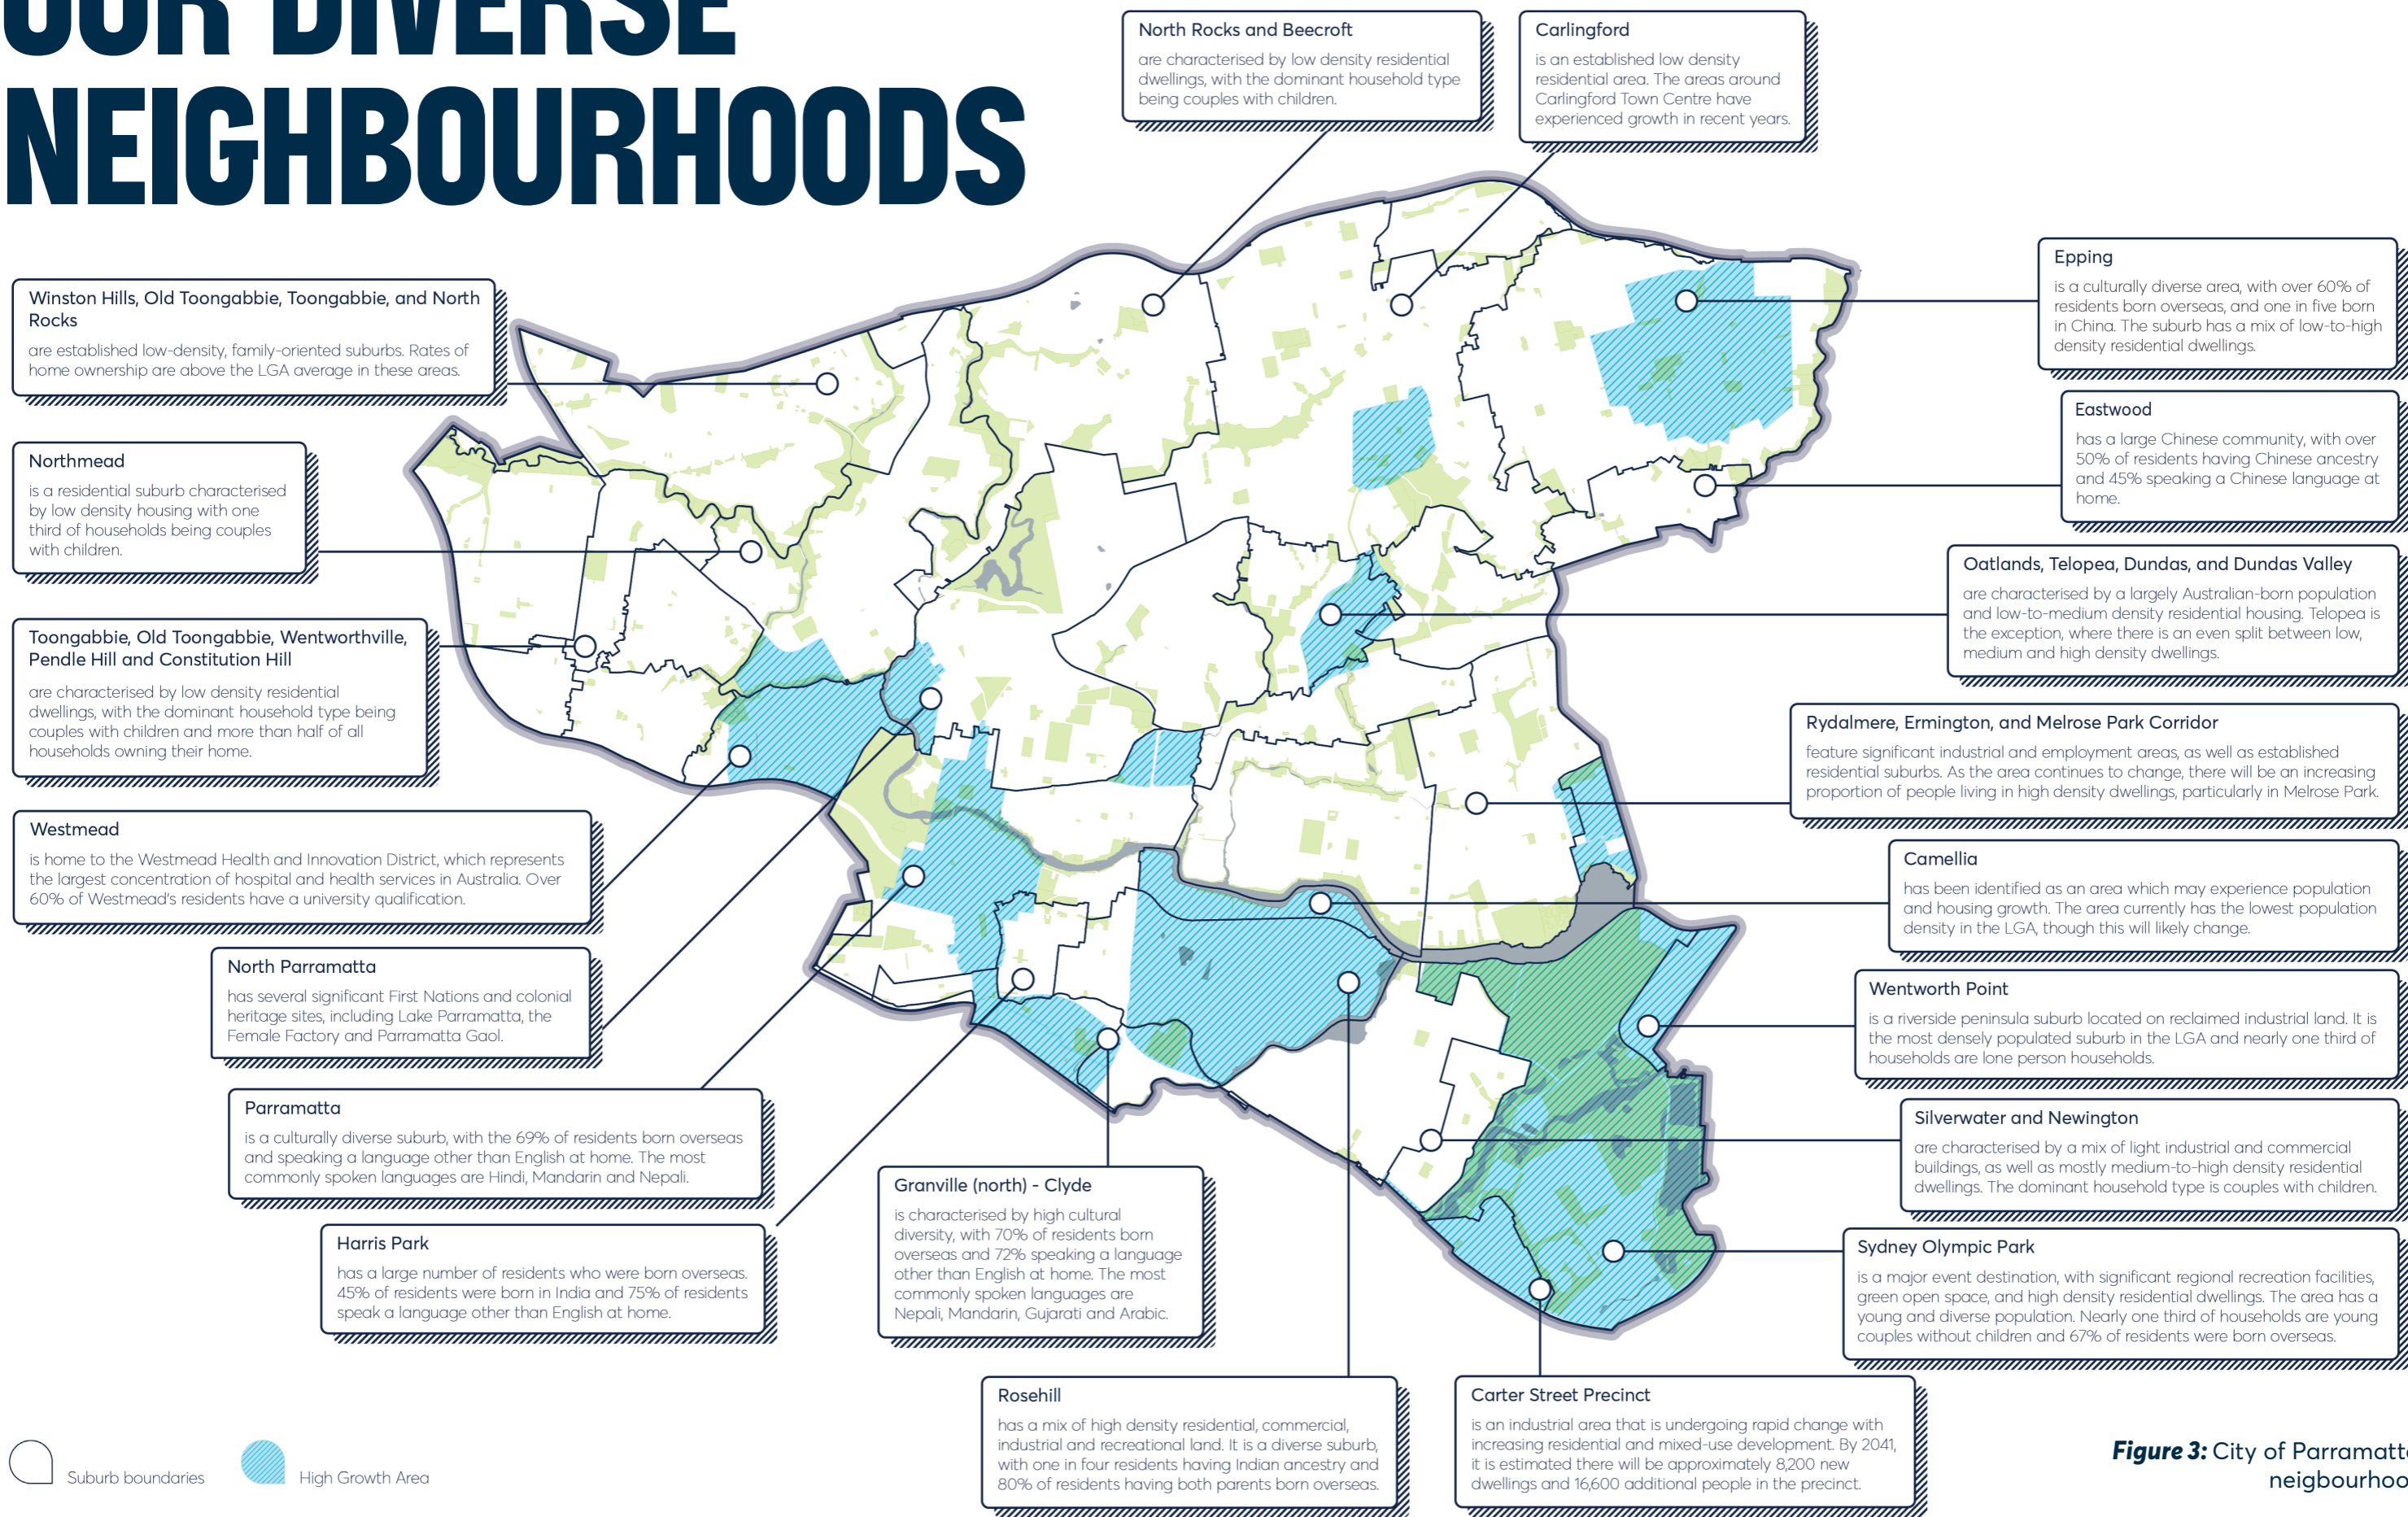 OUR DIVERSE
NEIGHBOURHOODS
North Rocks and Beecroft
are characterised by low density residential
dwellings, with the dominant household type
being couples with children.
Carlingford
is an established low density
residential area. The areas around
Carlingford Town Centre have
experienced growth in recent years.
Winston Hills, Old Toongabbie, Toongabbie, and North
Rocks
are established low-density, family-oriented suburbs. Rates of
home ownership are above the LGA average in these areas.
Northmead
is a residential suburb characterised
by low density housing with one
third of households being couples
with children.
Toongabbie, Old Toongabbie, Wentworthville,
Pendle Hill and Constitution Hill
are characterised by low density residential
dwellings, with the dominant household type being
couples with children and more than half of all
households owning their home.
Westmead
is home to the Westmead Health and Innovation District, which represents
the largest concentration of hospital and health services in Australia. Over
60% of Westmead's residents have a university qualification.
North Parramatta
has several significant First Nations and colonial
heritage sites, including Lake Parramatta, the
Female Factory and Parramatta Gaol.
Parramatta
is a culturally diverse suburb, with the 69% of residents born overseas
and speaking a language other than English at home. The most
commonly spoken languages are Hindi, Mandarin and Nepali.
Harris Park
has a large number of residents who were born overseas.
45% of residents were born in India and 75% of residents
speak a language other than English at home.
Granville (north) - Clyde
is characterised by high cultural
diversity, with 70% of residents born
overseas and 72% speaking a language
other than English at home. The most
commonly spoken languages are
Nepali, Mandarin, Gujarati and Arabic.
Rosehill
has a mix of high density residential, commercial,
industrial and recreational land. It is a diverse suburb,
with one in four residents having Indian ancestry and
80% of residents having both parents born overseas.
Carter Street Precinct
is an industrial area that is undergoing rapid change with
increasing residential and mixed-use development. By 2041,
it is estimated there will be approximately 8,200 new
dwellings and 16,600 additional people in the precinct.
Epping
is a culturally diverse area, with over 60% of
residents born overseas, and one in five born
in China. The suburb has a mix of low-to-high
density residential dwellings.
Eastwood
has a large Chinese community, with over
50% of residents having Chinese ancestry
and 45% speaking a Chinese language at
home.
Oatlands, Telopea, Dundas, and Dundas Valley
are characterised by a largely Australian-born population
and low-to-medium density residential housing. Telopea is
the exception, where there is an even split between low,
medium and high density dwellings.
Rydalmere, Ermington, and Melrose Park Corridor
feature significant industrial and employment areas, as well as established
residential suburbs. As the area continues to change, there will be an increasing
proportion of people living in high density dwellings, particularly in Melrose Park.
Camellia
has been identified as an area which may experience population
and housing growth. The area currently has the lowest population
density in the LGA, though this will likely change.
Wentworth Point
is a riverside peninsula suburb located on reclaimed industrial land. It is
the most densely populated suburb in the LGA and nearly one third of
households are lone person households.
Silverwater and Newington
are characterised by a mix of light industrial and commercial
buildings, as well as mostly medium-to-high density residential
dwellings. The dominant household type is couples with children.
Sydney Olympic Park
is a major event destination, with significant regional recreation facilities,
green open space, and high density residential dwellings. The area has a
young and diverse population. Nearly one third of households are young
couples without children and 67% of residents were born overseas.
Suburb boundaries
High Growth Area
Figure 3: City of Parramatt
neigbourhoo